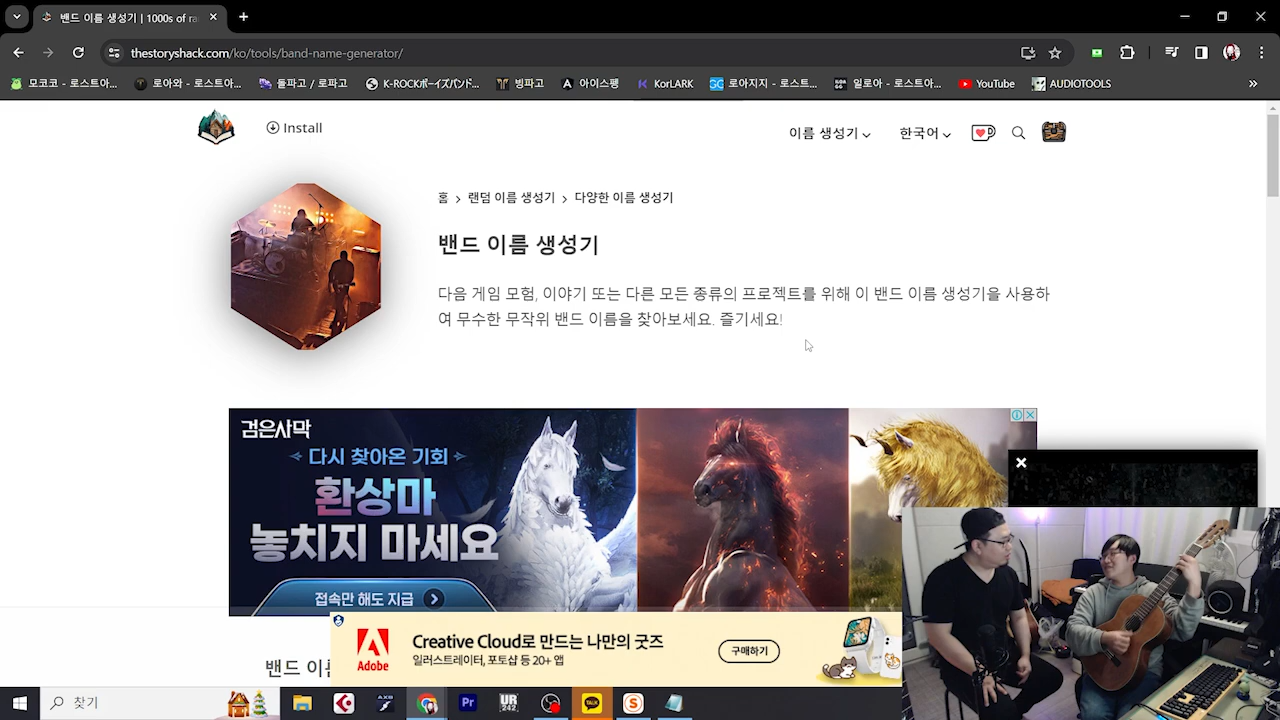 밴드 이름 생성기 | 1000s of ra
thestoryshack.com/ko/tools/band-name-generator/
모코코 - 로스트아...
로아와 - 로스트아...
돌파고 / 로파고
K-ROCKボーイズバンド...
빙파고
아이스펭
KorLARK
로아지지 - 로스트...
일로아 - 로스트아...
YouTube
AUDIOTOOLS
Install
이름 생성기
한국어
홈 > 랜덤 이름 생성기 > 다양한 이름 생성기
밴드 이름 생성기
다음 게임 모험, 이야기 또는 다른 모든 종류의 프로젝트를 위해 이 밴드 이름 생성기을 사용하
여 무수한 무작위 밴드 이름을 찾아보세요. 즐기세요!
검은사막
다시 찾아온 기회
환상마
놓치지 마세요
접속만 해도 지급
Adobe
Creative Cloud로 만드는 나만의 굿즈
일러스트레이터, 포토샵 등 20+ 앱
구매하기
밴드
찾기
Pr
UR
242
TALK
S